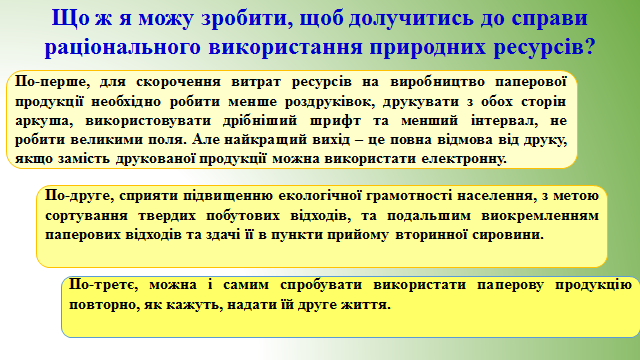 Що ж я можу зробити, щоб долучитись до справи
раціонального використання природних ресурсів?
По-перше, для скорочення витрат ресурсів на виробництво паперової
продукції необхідно робити менше роздруківок, друкувати з обох сторін
аркуша, використовувати дрібніший шрифт та менший інтервал, не
робити великими поля. Але найкращий вихід – це повна відмова від друку,
якщо замість друкованої продукції можна використати електронну.
По-друге, сприяти підвищенню екологічної грамотності населення, з метою
сортування твердих побутових відходів, та подальшим виокремленням
паперових відходів та здачі її в пункти прийому вторинної сировини.
По-третє, можна і самим спробувати використати паперову продукцію
повторно, як кажуть, надати їй друге життя.